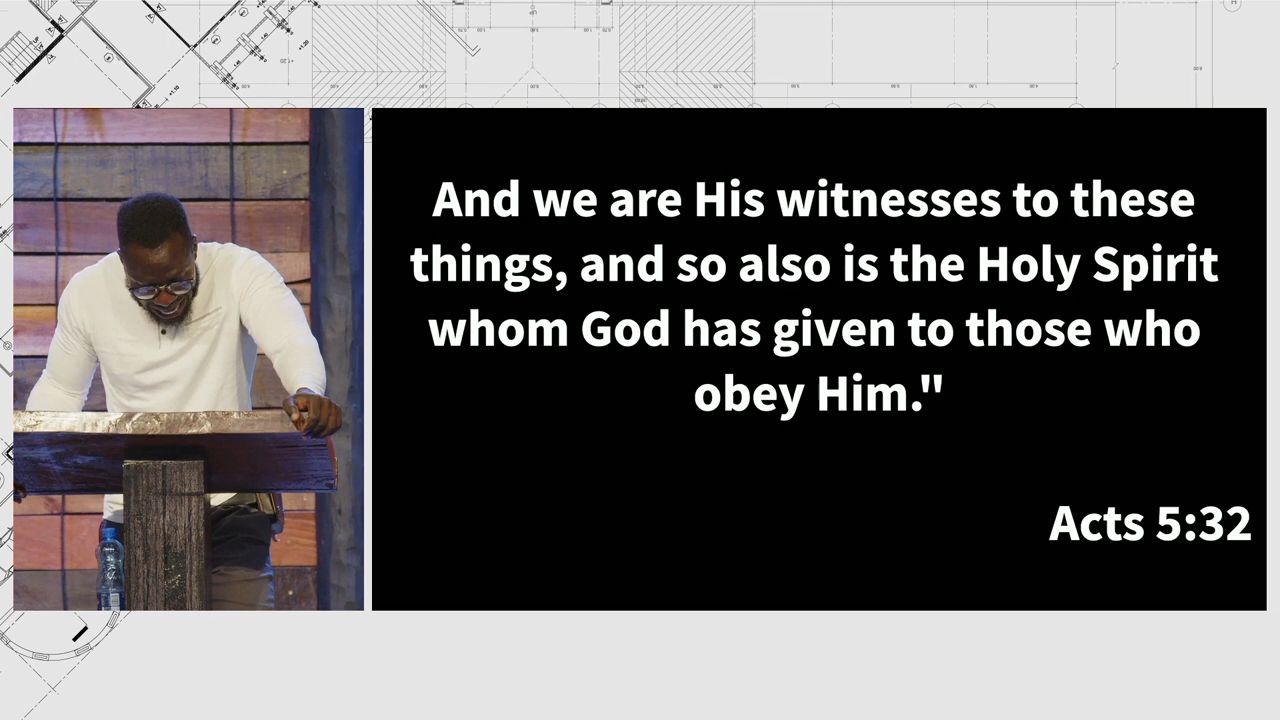 And we are His witnesses to these
things, and so also is the Holy Spirit
whom God has given to those who
obey Him."
Acts 5:32